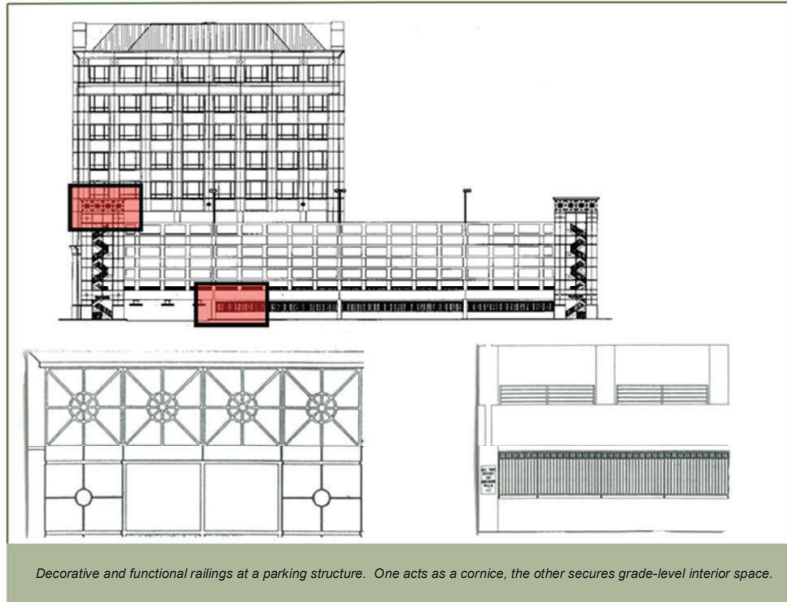 Decorative and functional railings at a parking structure.  One acts as a cornice, the other secures grade-level interior space.